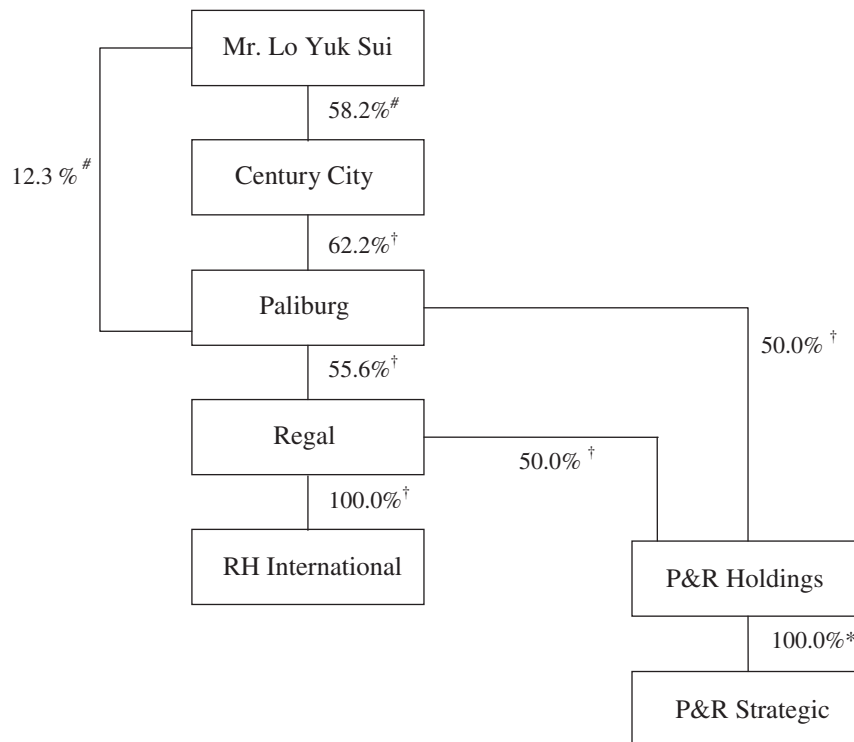 Mr. Lo Yuk Sui
58.2%#
12.3 % #
Century City
62.2%†
Paliburg
50.0% †
55.6%†
Regal
50.0% †
100.0%†
RH International
P&R Holdings
100.0%*
P&R Strategic